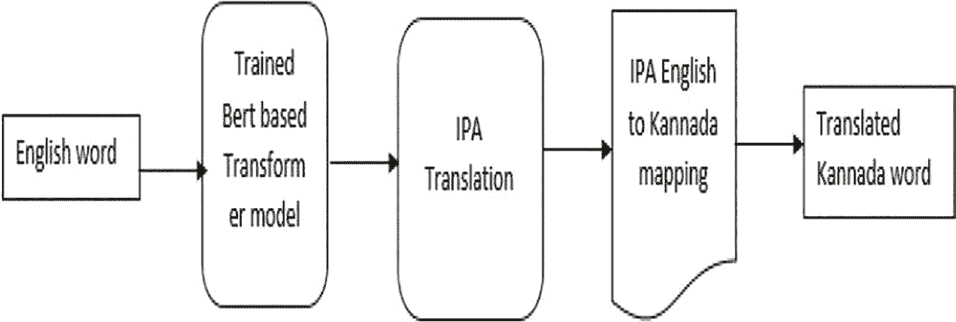 English word
Trained
Bert based
Transform
er model
IPA
Translation
IPA English
to Kannada
mapping
Translated
Kannada word